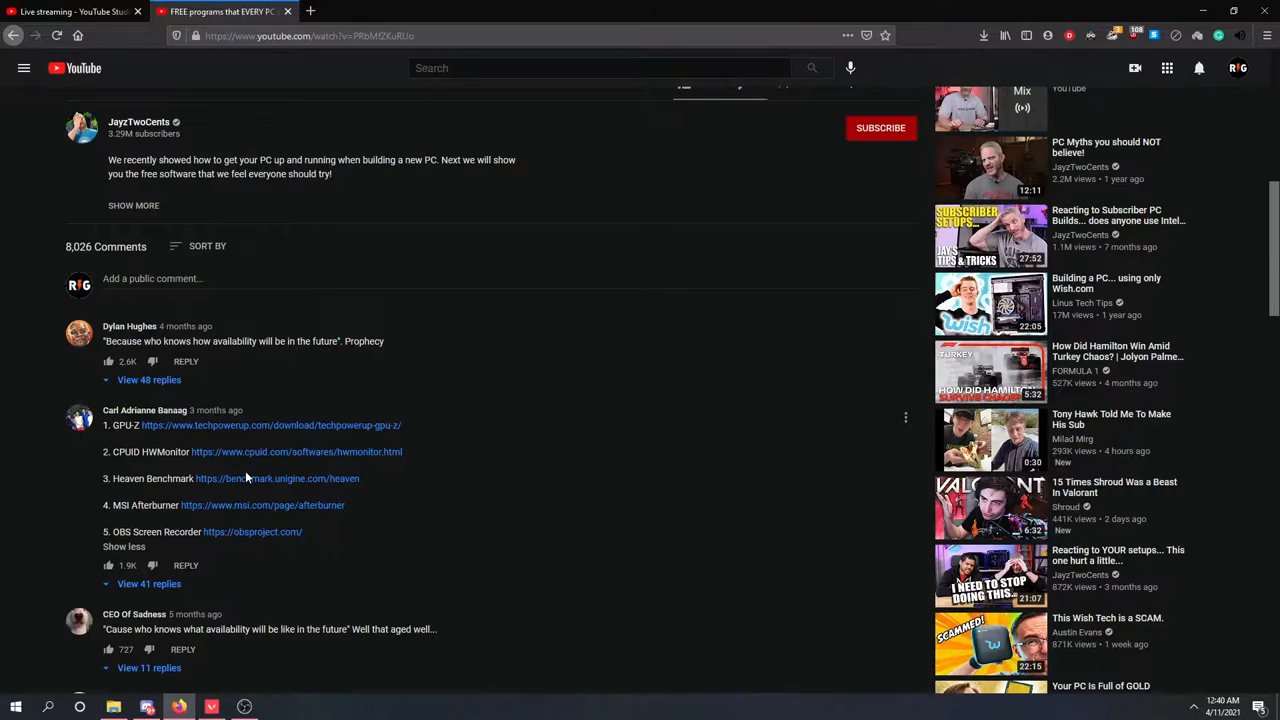 Live streaming - YouTube Stud
FREE programs that EVERY PC
https://www.youtube.com/watch?v=PRbMfZKuRUo
3
108
YouTube
Search
RIG
JayzTwoCents
3.29M subscribers
SUBSCRIBE
We recently showed how to get your PC up and running when building a new PC. Next we will show
you the free software that we feel everyone should try!
SHOW MORE
8,026 Comments
SORT BY
RIG
Add a public comment...
Dylan Hughes 4 months ago
"Because who knows how availability will be in the future - Prophecy
2.6K
REPLY
View 48 replies
Carl Adrianne Banaag 3 months ago
1. GPU-Z https://www.techpowerup.com/download/techpowerup-gpu-z/
2. CPUID HWMonitor https://www.cpuid.com/softwares/hwmonitor.html
3. Heaven Benchmark https://benchmark.unigine.com/heaven
4. MSI Afterburner https://www.msi.com/page/afterburner
5. OBS Screen Recorder https://obsproject.com/
Show less
1.9K
REPLY
View 41 replies
CEO Of Sadness 5 months ago
"Cause who knows what availability will be like in the future" Well that aged well...
727
REPLY
View 11 replies
Mix
YouTube
12:11
PC Myths you should NOT
believe!
JayzTwoCents
2.2M views • 1 year ago
SUBSCRIBER
SETUPS...
JAY'S
TIPS & TRICKS
27:52
Reacting to Subscriber PC
Builds... does anyone use Intel...
JayzTwoCents
1.1M views • 7 months ago
wish
22:05
Building a PC... using only
Wish.com
Linus Tech Tips
17M views • 1 year ago
TURKEY
HOW DID HAMILTON
SURVIVE CHAOS?
5:32
How Did Hamilton Win Amid
Turkey Chaos? | Jolyon Palme...
FORMULA 1
527K views • 4 months ago
0:30
Tony Hawk Told Me To Make
His Sub
Milad Mirg
293K views • 4 hours ago
New
VALORANT
6:32
15 Times Shroud Was a Beast
In Valorant
Shroud
441K views • 2 days ago
New
I NEED TO STOP
DOING THIS...
21:07
Reacting to YOUR setups... This
one hurt a little...
JayzTwoCents
872K views • 3 months ago
SCAMMED!
22:15
This Wish Tech is a SCAM.
Austin Evans
871K views • 1 week ago
Your PC Is Full of GOLD
12:40 AM
4/11/2021
5